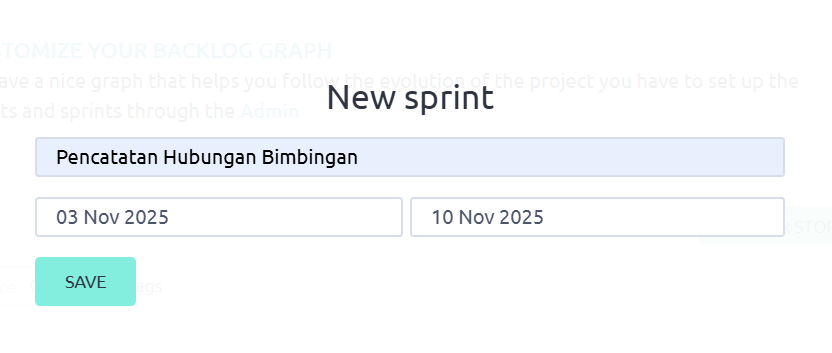 TOMIZE YOUR BACKLOG GRAPH
ave a nice graph that helps you follow the evolution of the project you have to set up the
ts and sprints through the Admin
New sprint
Pencatatan Hubungan Bimbingan
03 Nov 2025
10 Nov 2025
STOR
SAVE
ags